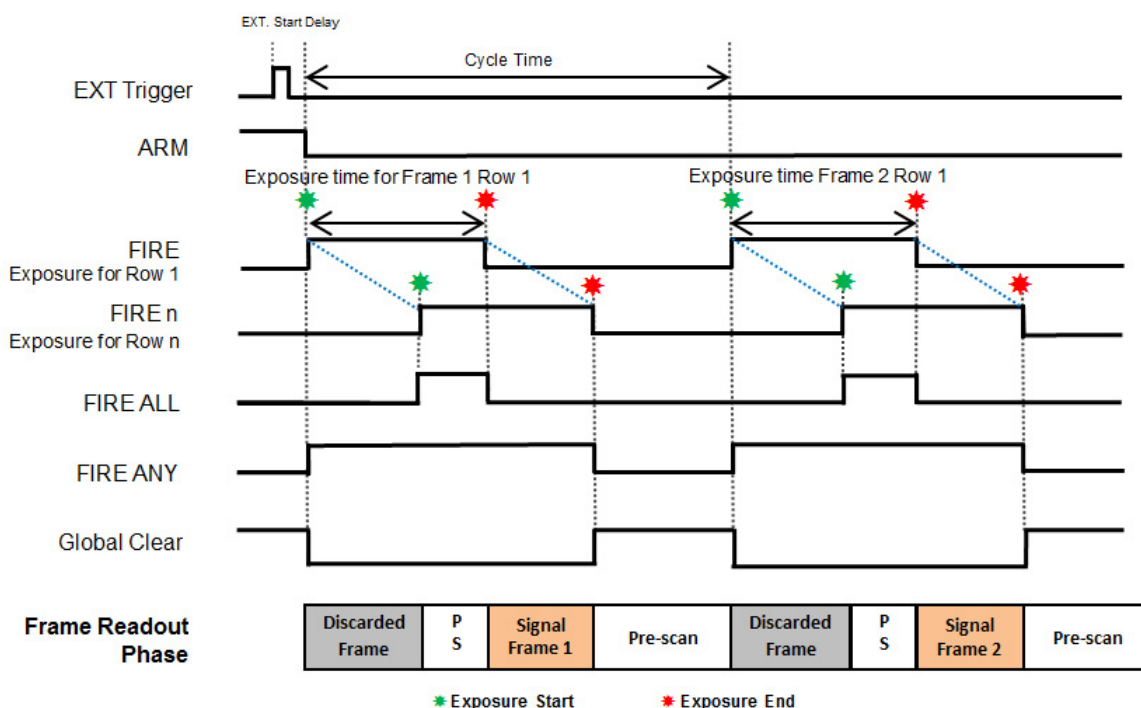 EXT. Start Delay
Cycle Time
EXT Trigger
ARM
Exposure time for Frame 1 Row 1
Exposure time Frame 2 Row 1
FIRE
Exposure for Row 1
FIRE n
Exposure for Row n
FIRE ALL
FIRE ANY
Global Clear
Frame Readout
Phase
Discarded
Frame
P
S
Signal
Frame 1
Pre-scan
Discarded
Frame
P
S
Signal
Frame 2
Pre-scan
Exposure Start
Exposure End